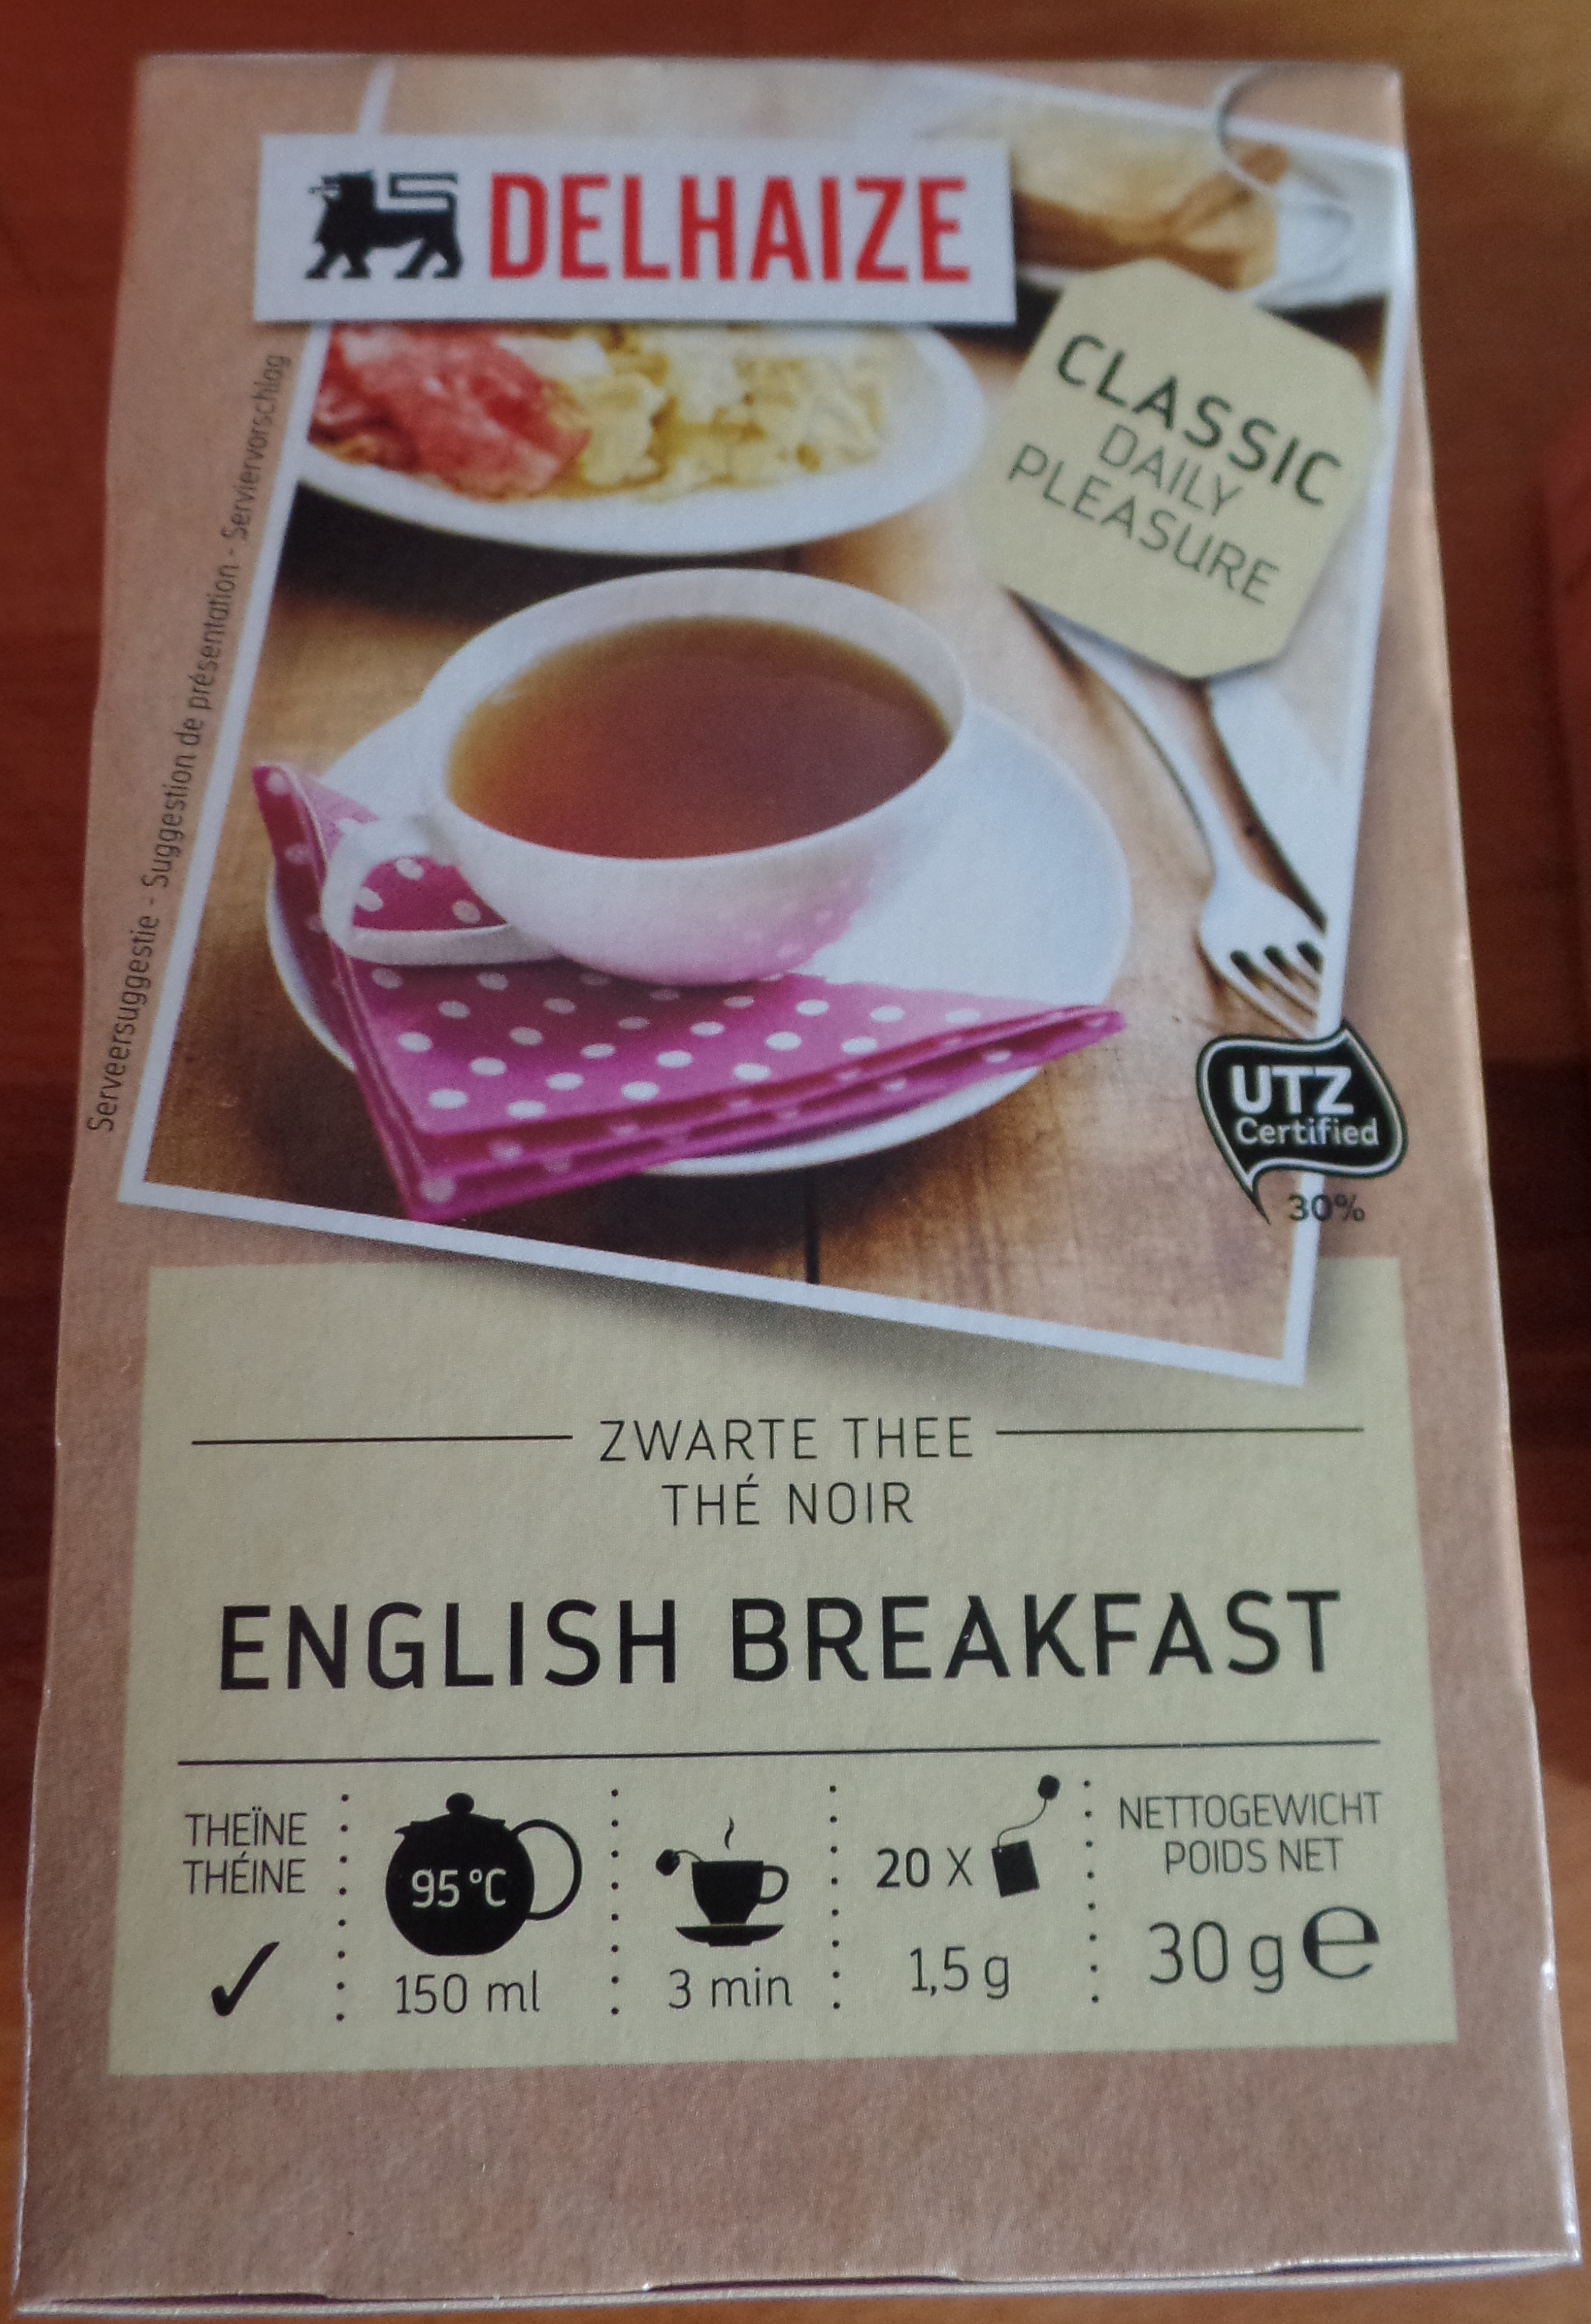 DELHAIZE
CLASSIC
DAILY
PLEASURE
Serveersuggestie - Suggestion de présentation - Serviervorschlag
UTZ
Certified
30%
ZWARTE THEE
THÉ NOIR
ENGLISH BREAKFAST
THEÏNE
THÉINE
✓
95°C
150 ml
3 min
20 X
1,5 g
NETTOGEWICHT
POIDS NET
30 g e